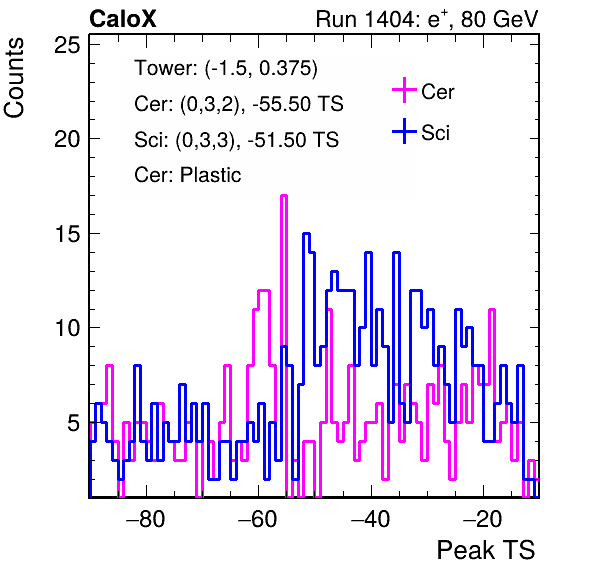 CaloX Run 1404: e⁺, 80 GeV
Counts
25
20
15
10
5
Tower: (-1.5, 0.375)
Cer: (0,3,2), -55.50 TS
Sci: (0,3,3), -51.50 TS
Cer: Plastic
Cer
Sci
−80 −60 −40 −20
Peak TS